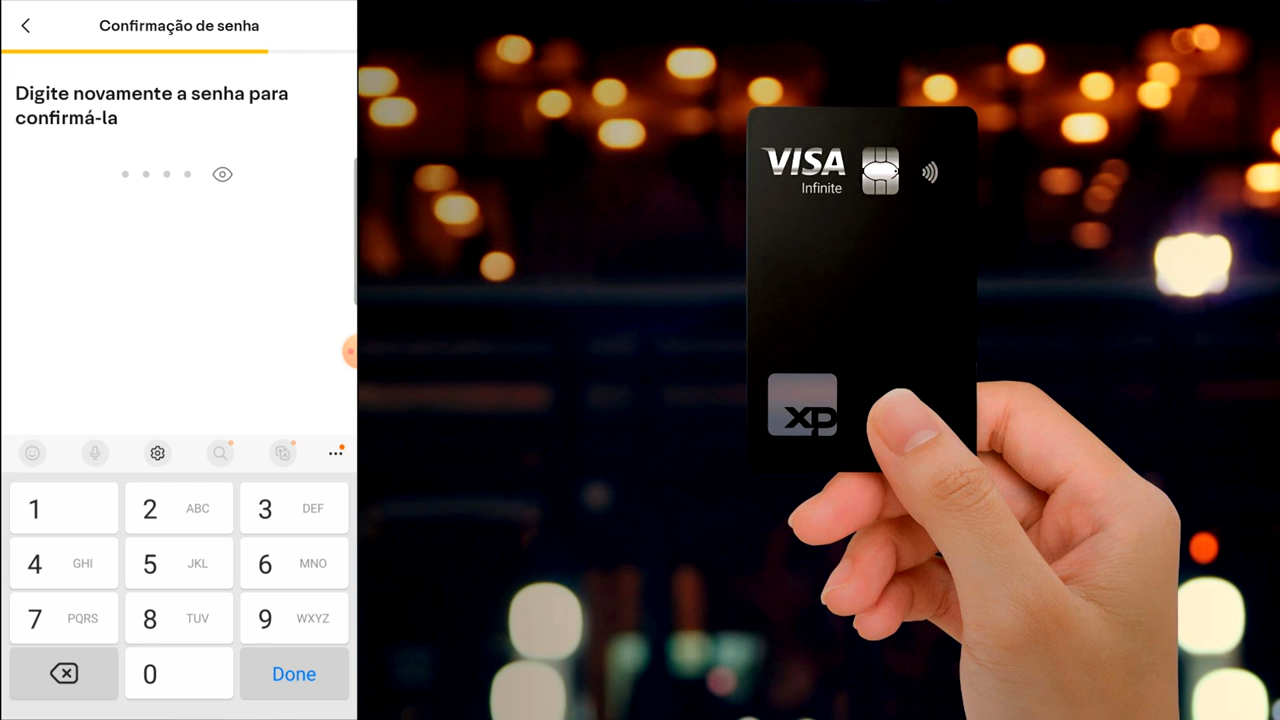 Confirmação de senha
Digite novamente a senha para
confirmá-la
1
2 ABC
3 DEF
4 GHI
5 JKL
6 MNO
7 PQRS
8 TUV
9 WXYZ
0
Done
VISA
Infinite
XP